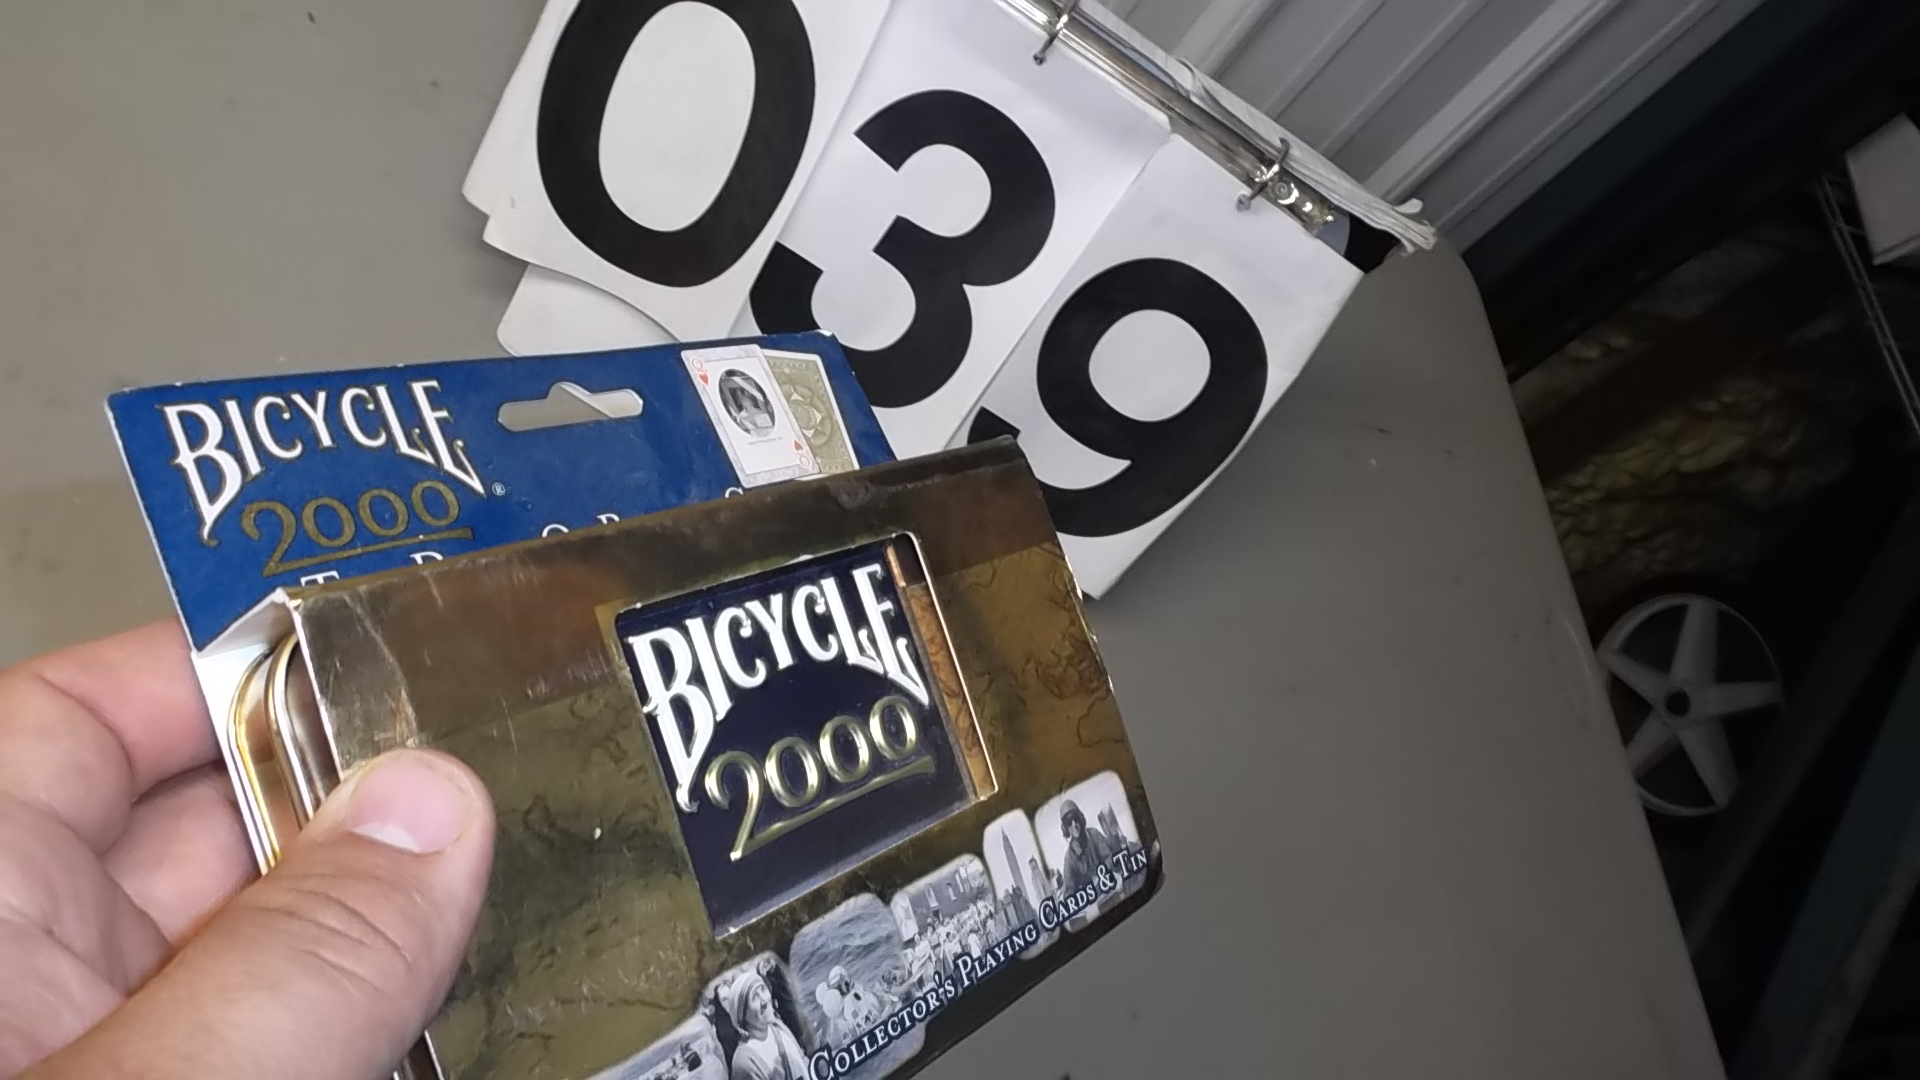 039
BICYCLE®
2000
BICYCLE
2000
COLLECTOR'S PLAYING CARDS & TIN